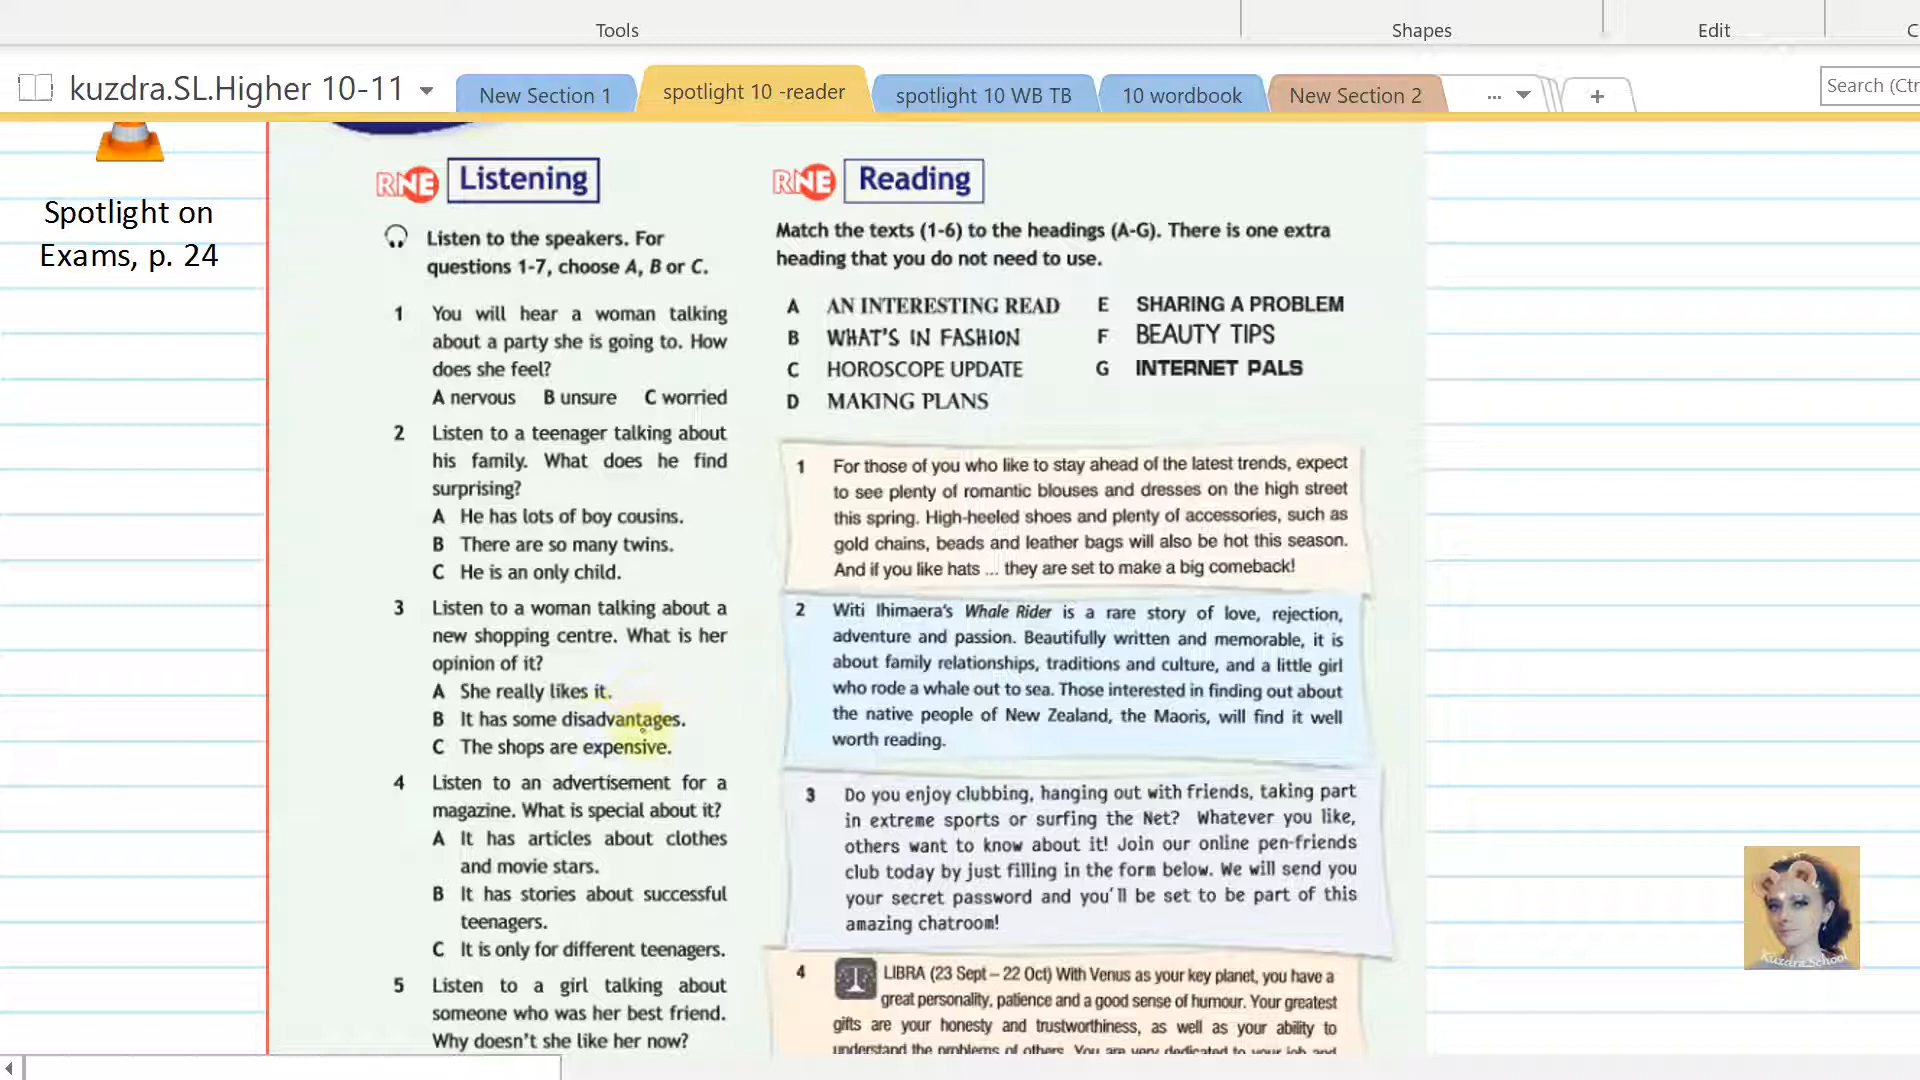 Tools
Shapes
Edit
C
kuzdra.SL.Higher 10-11
New Section 1
spotlight 10 -reader
spotlight 10 WB TB
10 wordbook
New Section 2
...
+
Search (Ctr
Spotlight on
Exams, p. 24
RNE Listening
Listen to the speakers. For
questions 1-7, choose A, B or C.
1 You will hear a woman talking
about a party she is going to. How
does she feel?
A nervous B unsure C worried
2 Listen to a teenager talking about
his family. What does he find
surprising?
A He has lots of boy cousins.
B There are so many twins.
C He is an only child.
3 Listen to a woman talking about a
new shopping centre. What is her
opinion of it?
A She really likes it.
B It has some disadvantages.
C The shops are expensive.
4 Listen to an advertisement for a
magazine. What is special about it?
A It has articles about clothes
and movie stars.
B It has stories about successful
teenagers.
C It is only for different teenagers.
5 Listen to a girl talking about
someone who was her best friend.
Why doesn't she like her now?
RNE Reading
Match the texts (1-6) to the headings (A-G). There is one extra
heading that you do not need to use.
A AN INTERESTING READ
B WHAT'S IN FASHION
C HOROSCOPE UPDATE
D MAKING PLANS
E SHARING A PROBLEM
F BEAUTY TIPS
G INTERNET PALS
1 For those of you who like to stay ahead of the latest trends, expect
to see plenty of romantic blouses and dresses on the high street
this spring. High-heeled shoes and plenty of accessories, such as
gold chains, beads and leather bags will also be hot this season.
And if you like hats ... they are set to make a big comeback!
2 Witi Ihimaera's Whale Rider is a rare story of love, rejection,
adventure and passion. Beautifully written and memorable, it is
about family relationships, traditions and culture, and a little girl
who rode a whale out to sea. Those interested in finding out about
the native people of New Zealand, the Maoris, will find it well
worth reading.
3 Do you enjoy clubbing, hanging out with friends, taking part
in extreme sports or surfing the Net? Whatever you like,
others want to know about it! Join our online pen-friends
club today by just filling in the form below. We will send you
your secret password and you'll be set to be part of this
amazing chatroom!
4 LIBRA (23 Sept – 22 Oct) With Venus as your key planet, you have a
great personality, patience and a good sense of humour. Your greatest
gifts are your honesty and trustworthiness, as well as your ability to
understand the problems of others. You are very dedicated to your job and
Kuzdra.School